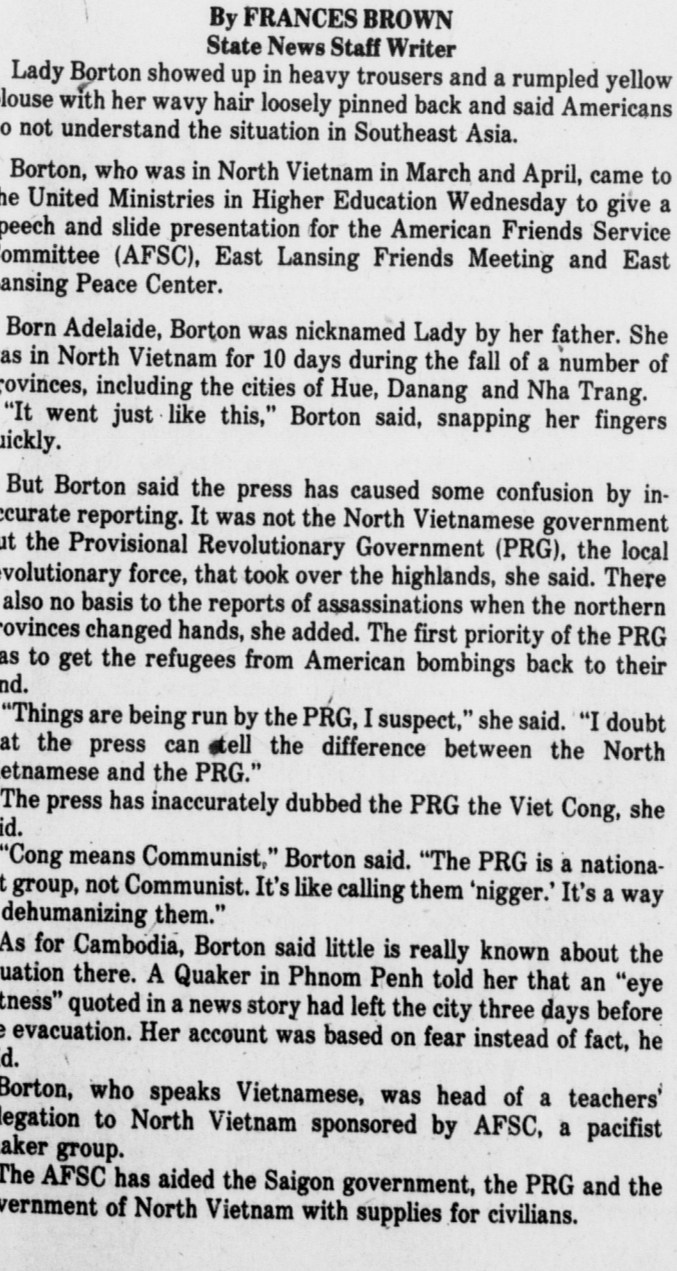 By FRANCES BROWN
State News Staff Writer
Lady Borton showed up in heavy trousers and a rumpled yellow
louse with her wavy hair loosely pinned back and said Americans
o not understand the situation in Southeast Asia.
Borton, who was in North Vietnam in March and April, came to
he United Ministries in Higher Education Wednesday to give a
peech and slide presentation for the American Friends Service
ommittee (AFSC), East Lansing Friends Meeting and East
ansing Peace Center.
Born Adelaide, Borton was nicknamed Lady by her father. She
as in North Vietnam for 10 days during the fall of a number of
rovinces, including the cities of Hue, Danang and Nha Trang.
"It went just like this," Borton said, snapping her fingers
uickly.
But Borton said the press has caused some confusion by in-
ccurate reporting. It was not the North Vietnamese government
ut the Provisional Revolutionary Government (PRG), the local
evolutionary force, that took over the highlands, she said. There
also no basis to the reports of assassinations when the northern
rovinces changed hands, she added. The first priority of the PRG
as to get the refugees from American bombings back to their
nd.
"Things are being run by the PRG, I suspect," she said. "I doubt
at the press can tell the difference between the North
etnamese and the PRG."
The press has inaccurately dubbed the PRG the Viet Cong, she
id.
"Cong means Communist," Borton said. "The PRG is a nationa-
t group, not Communist. It's like calling them 'nigger.' It's a way
dehumanizing them."
As for Cambodia, Borton said little is really known about the
uation there. A Quaker in Phnom Penh told her that an "eye
tness" quoted in a news story had left the city three days before
e evacuation. Her account was based on fear instead of fact, he
id.
Borton, who speaks Vietnamese, was head of a teachers'
legation to North Vietnam sponsored by AFSC, a pacifist
aker group.
The AFSC has aided the Saigon government, the PRG and the
vernment of North Vietnam with supplies for civilians.